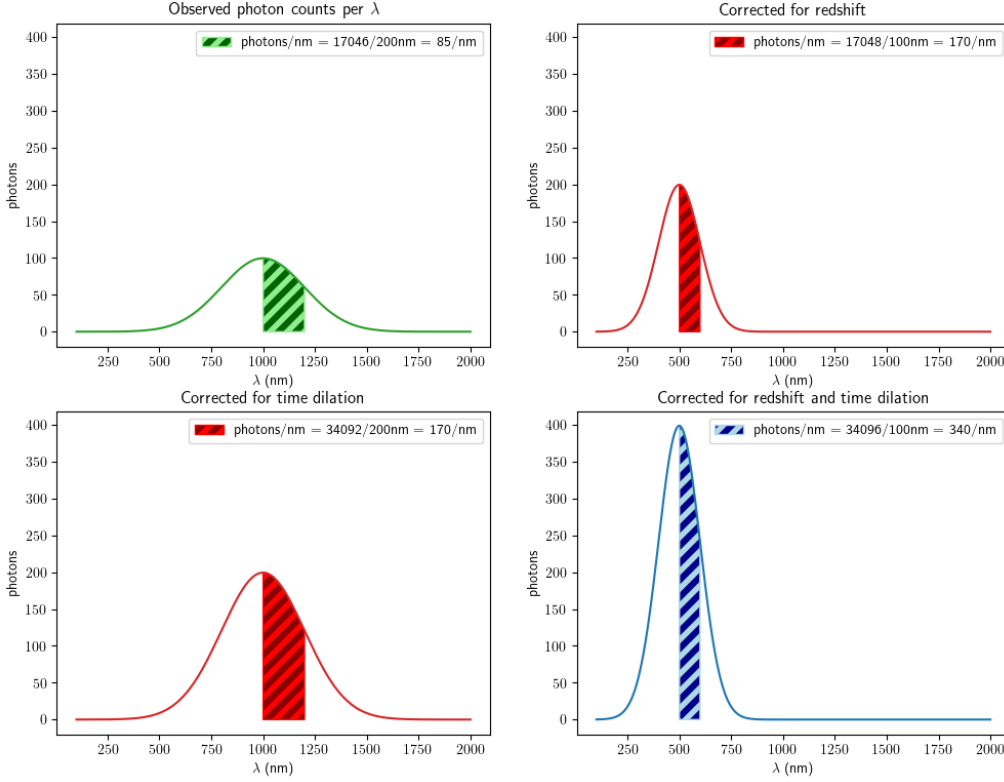 Observed photon counts per λ
photons/nm = 17046/200nm = 85/nm
400
350
300
250
200
150
100
50
0
photons
250 500 750 1000 1250 1500 1750 2000
λ (nm)
Corrected for redshift
photons/nm = 17048/100nm = 170/nm
400
350
300
250
200
150
100
50
0
photons
250 500 750 1000 1250 1500 1750 2000
λ (nm)
Corrected for time dilation
photons/nm = 34092/200nm = 170/nm
400
350
300
250
200
150
100
50
0
photons
250 500 750 1000 1250 1500 1750 2000
λ (nm)
Corrected for redshift and time dilation
photons/nm = 34096/100nm = 340/nm
400
350
300
250
200
150
100
50
0
photons
250 500 750 1000 1250 1500 1750 2000
λ (nm)